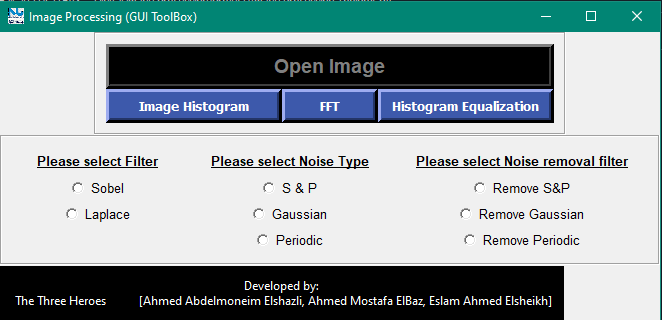 Image Processing (GUI ToolBox)
Open Image
Image Histogram FFT Histogram Equalization
Please select Filter Please select Noise Type Please select Noise removal filter
Sobel S & P Remove S&P
Laplace Gaussian Remove Gaussian
Periodic Remove Periodic
Developed by:
The Three Heroes [Ahmed Abdelmoneim Elshazli, Ahmed Mostafa ElBaz, Eslam Ahmed Elsheikh]